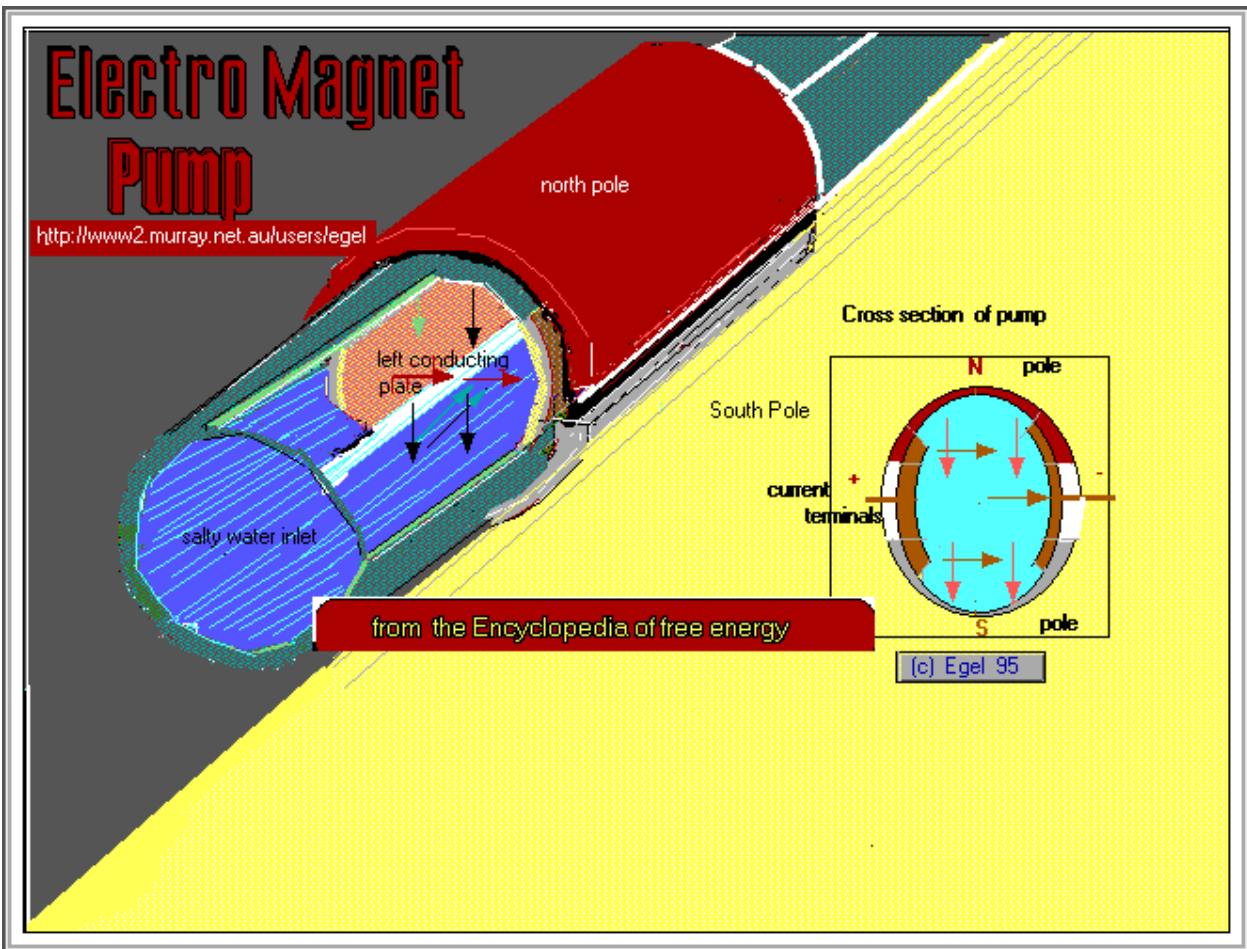 Electro Magnet
Pump
http://www2.murray.net.au/users/egel
north pole
left conducting
plate
salty water inlet
South Pole
Cross section of pump
N pole
+
-
current
terminals
S pole
from the Encyclopedia of free energy
(c) Egel 95